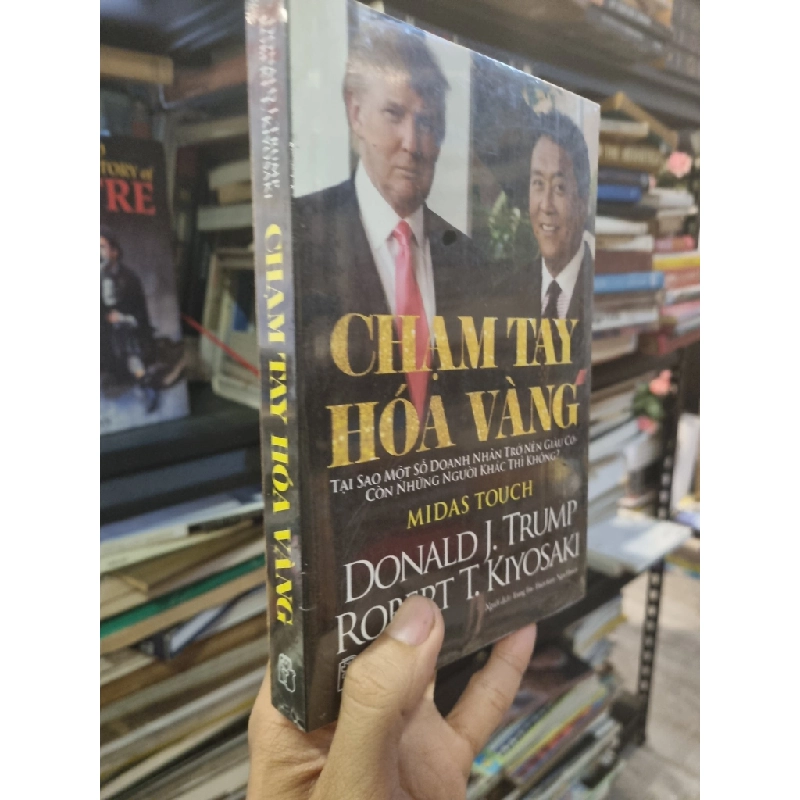 CHẠM TAY
HÓA VÀNG
TẠI SAO MỘT SỐ DOANH NHÂN TRỞ NÊN GIÀU CÓ-
CÒN NHỮNG NGƯỜI KHÁC THÌ KHÔNG?
MIDAS TOUCH
DONALD J. TRUMP
ROBERT T. KIYOSAKI
CHẠM TAY HÓA VÀNG